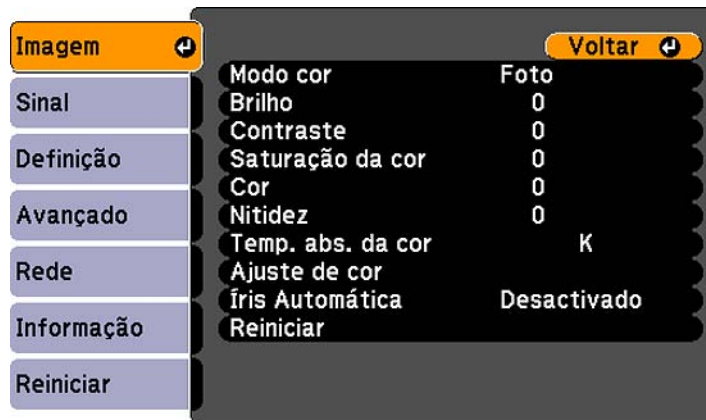 Imagem
Sinal
Definição
Avançado
Rede
Informação
Reiniciar
Voltar
Modo cor Foto
Brilho 0
Contraste 0
Saturação da cor 0
Cor 0
Nitidez 0
Temp. abs. da cor K
Ajuste de cor
Íris Automática Desactivado
Reiniciar